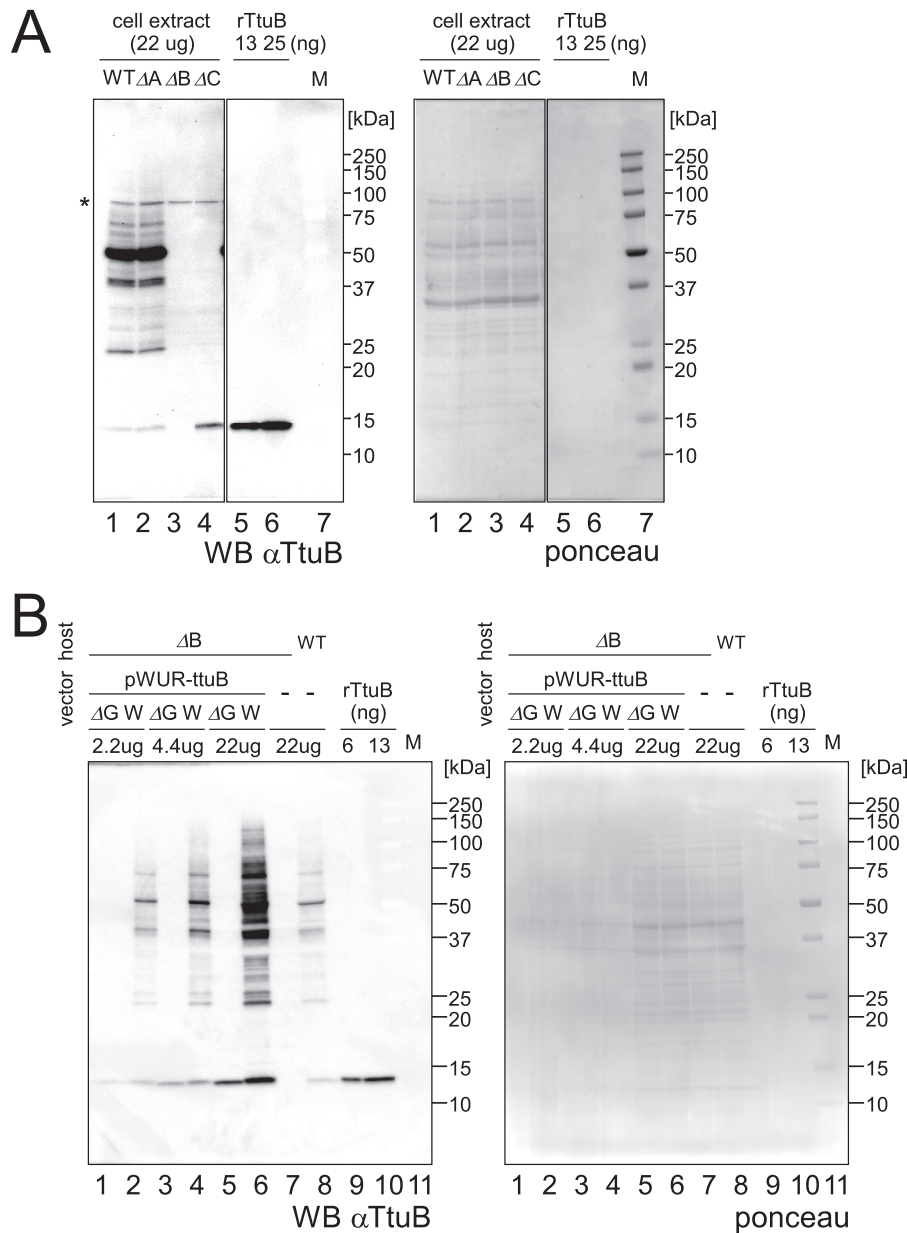 A
cell extract
(22 ug)
rTtuB
13 25 (ng)
WT ΔA ΔB ΔC
M
[kDa]
250
150
100
*
75
50
37
25
20
15
10
1 2 3 4 5 6 7
WB αTtuB
cell extract
(22 ug)
rTtuB
13 25 (ng)
WT ΔA ΔB ΔC
M
[kDa]
250
150
100
75
50
37
25
20
15
10
1 2 3 4 5 6 7
ponceau
B
vector host
ΔB WT
pWUR-ttuB - -
rTtuB
(ng)
ΔG W ΔG W ΔG W
2.2ug 4.4ug 22ug 22ug 6 13 M
[kDa]
250
150
100
75
50
37
25
20
15
10
1 2 3 4 5 6 7 8 9 10 11
WB αTtuB
vector host
ΔB WT
pWUR-ttuB - -
rTtuB
(ng)
ΔG W ΔG W ΔG W
2.2ug 4.4ug 22ug 22ug 6 13 M
[kDa]
250
150
100
75
50
37
25
20
15
10
1 2 3 4 5 6 7 8 9 10 11
ponceau